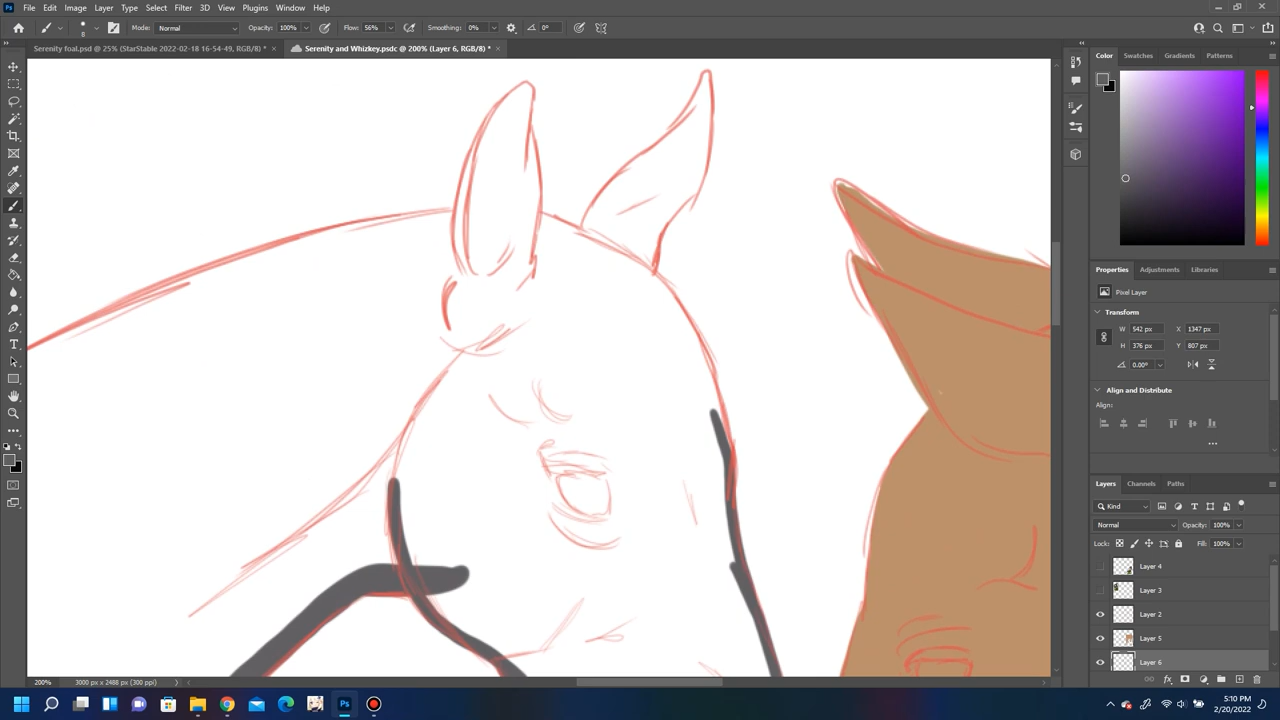 File Edit Image Layer Type Select Filter 3D View Plugins Window Help
8 Mode: Normal Opacity: 100% Flow: 56% Smoothing: 0% 0°
Serenity foal.psd @ 25% (StarStable 2022-02-18 16-54-49, RGB/8) * × Serenity and Whizkey.psdc @ 200% (Layer 6, RGB/8) * ×
Color Swatches Gradients Patterns
Properties Adjustments Libraries
Pixel Layer
Transform
W 542 px X 1347 px
H 376 px Y 807 px
0.00°
Align and Distribute
Align:
Layers Channels Paths
Kind
Normal Opacity: 100%
Lock: Fill: 100%
Layer 4
Layer 3
Layer 2
Layer 5
Layer 6
200% 3000 px x 2488 px (300 ppi)
5:10 PM
2/20/2022